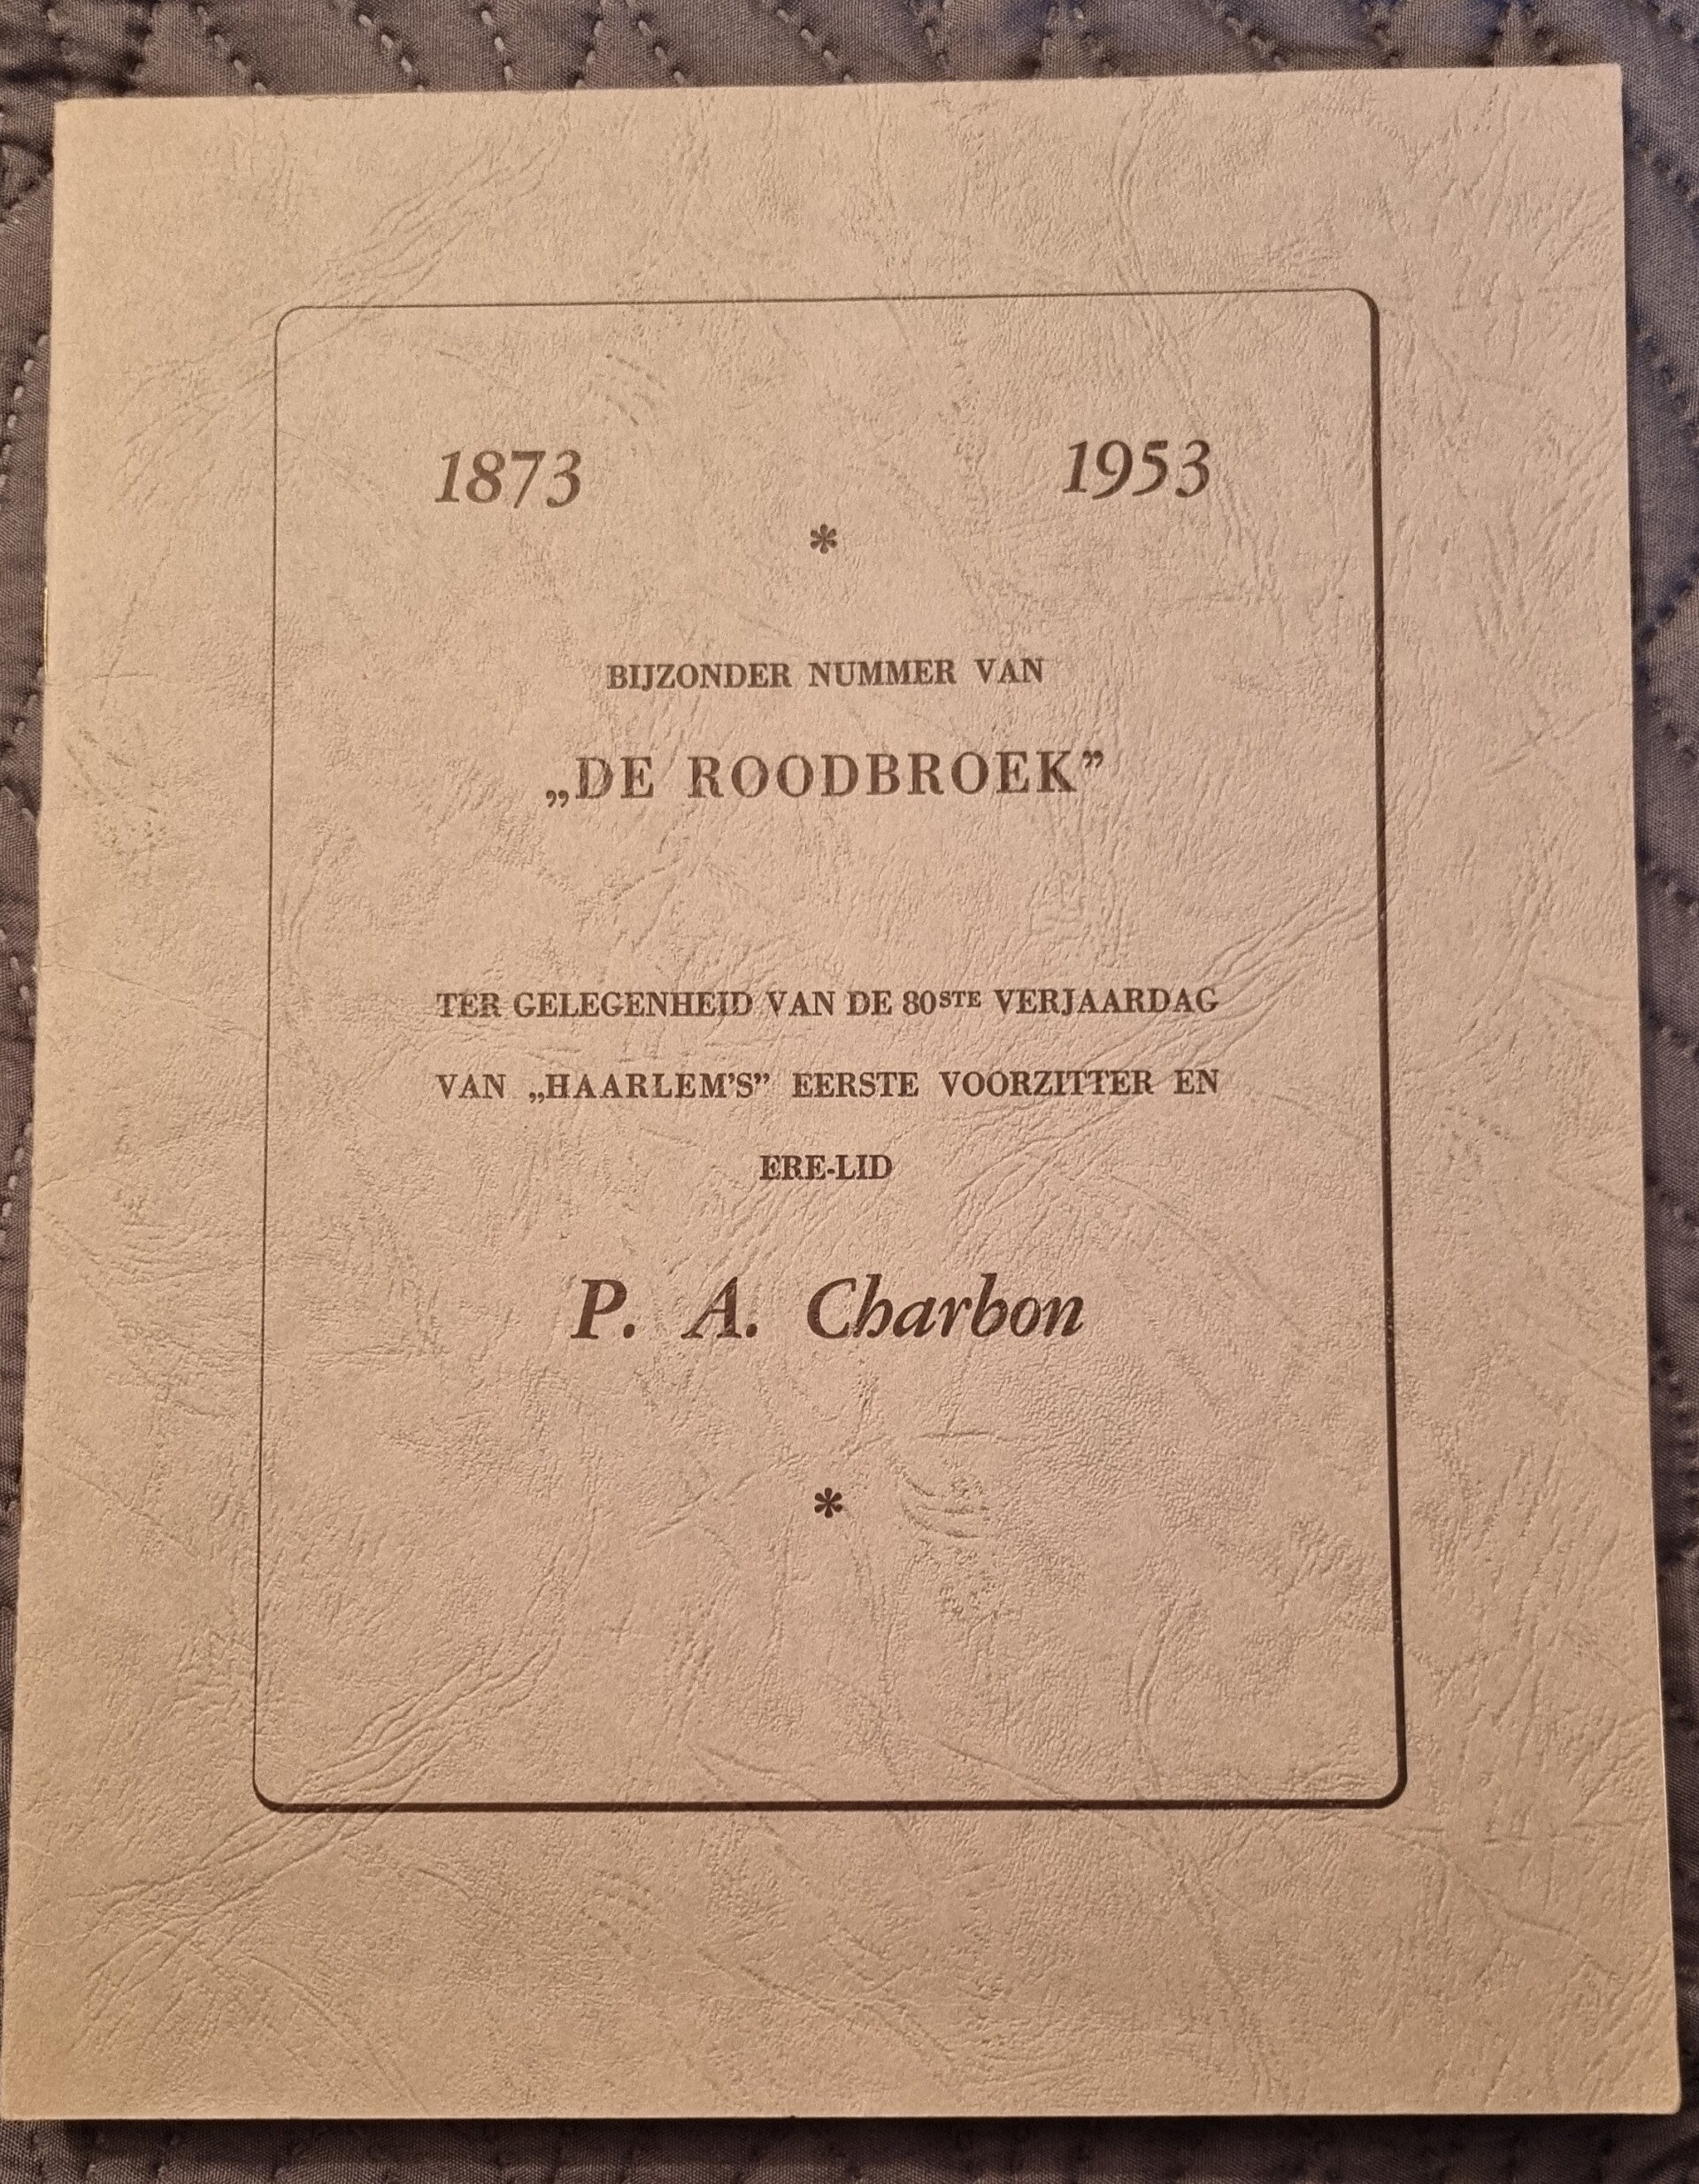 1873 1953
*
BIJZONDER NUMMER VAN
„DE ROODBROEK”
TER GELEGENHEID VAN DE 80STE VERJAARDAG
VAN „HAARLEM’S” EERSTE VOORZITTER EN
ERE-LID
P. A. Charbon
*